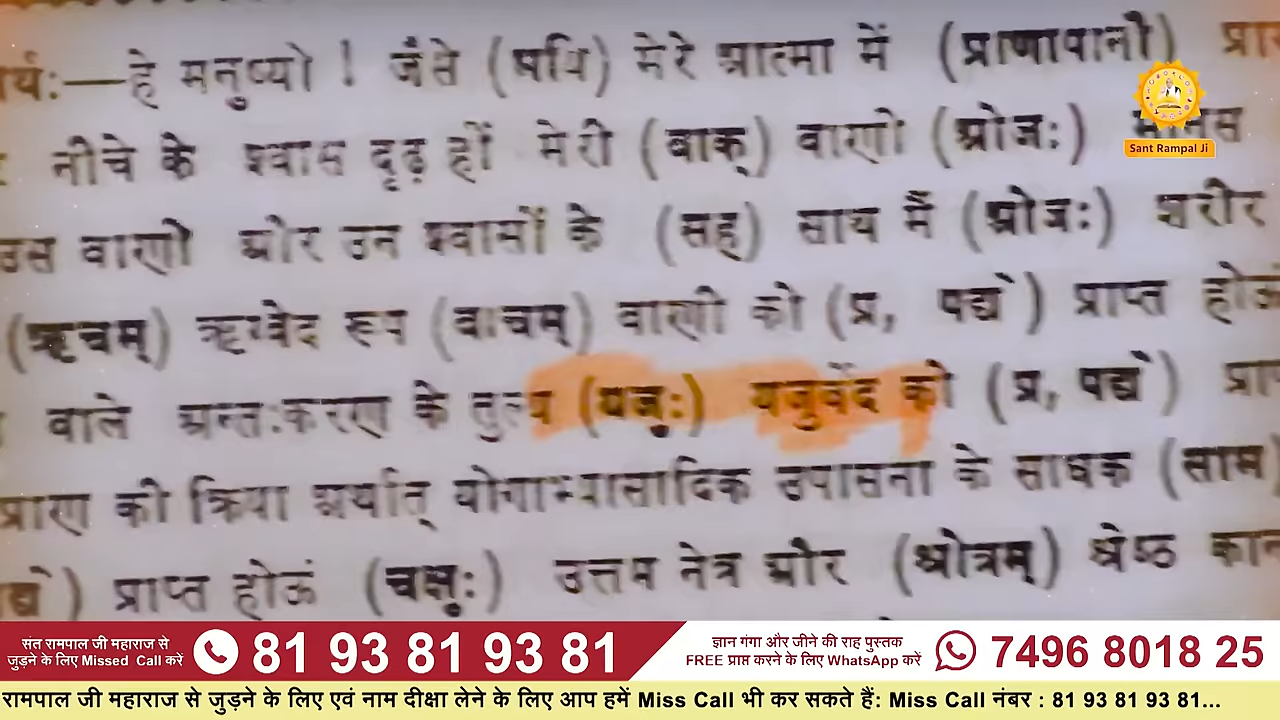 र्यः—हे मनुष्यो ! जैसे (मयि) मेरे आत्मा में (प्राणापानौ)
नीचे के श्वास दृढ़ हों मेरी (वाक्) वाणी (ओजः)
उस वाणी और उन श्वासों के (सह) साथ मैं (ओजः) शरीर
(ऋचम्) ऋग्वेद रूप (वाचम्) वाणी को (प्र, पद्ये) प्राप्त होऊं
वाले अन्तःकरण के तुल्य (यजुः) यजुर्वेद को (प्र, पद्ये)
प्राण की क्रिया अर्थात् योगाभ्यासादिक उपासना के साधक (साम)
प्राप्त होऊं (चक्षुः) उत्तम नेत्र और (श्रोत्रम्) श्रेष्ठ
Sant Rampal Ji
संत रामपाल जी महाराज से
जुड़ने के लिए Missed Call करें
81 93 81 93 81
ज्ञान गंगा और जीने की राह पुस्तक
FREE प्राप्त करने के लिए WhatsApp करें
7496 8018 25
रामपाल जी महाराज से जुड़ने के लिए एवं नाम दीक्षा लेने के लिए आप हमें Miss Call भी कर सकते हैं: Miss Call नंबर : 81 93 81 93 81...